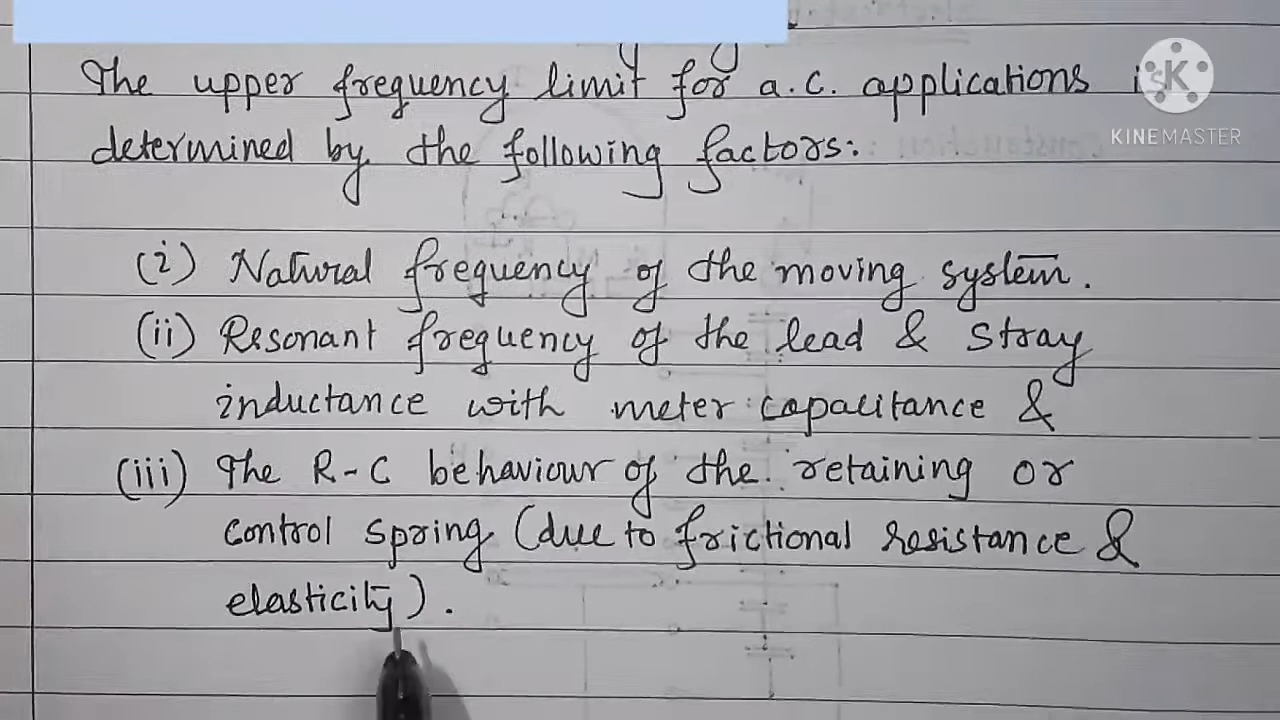 The upper frequency limit for a.c. applications is
determined by the following factors:
(i) Natural frequency of the moving system.
(ii) Resonant frequency of the lead & stray
inductance with meter capacitance &
(iii) The R-C behaviour of the retaining or
control spring (due to frictional resistance &
elasticity).
K
KINEMASTER